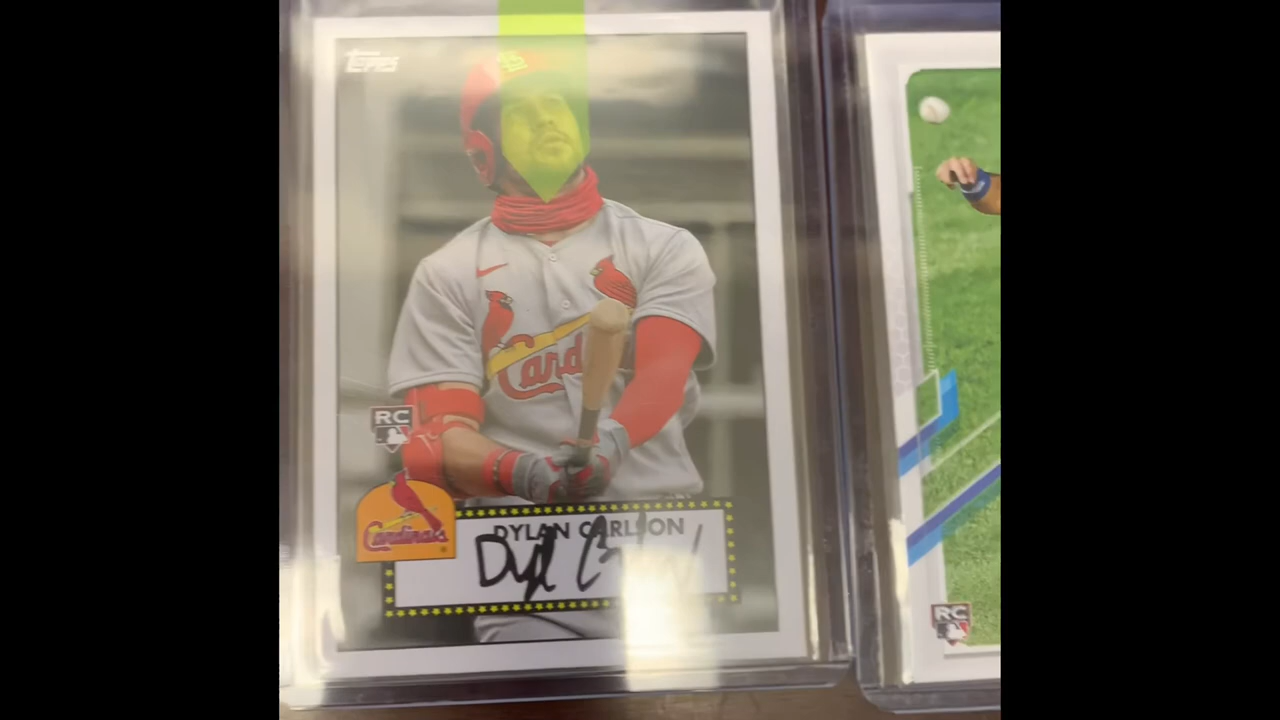 Topps
Cardinals
RC
Cardinals
DYLAN CARLSON
RC